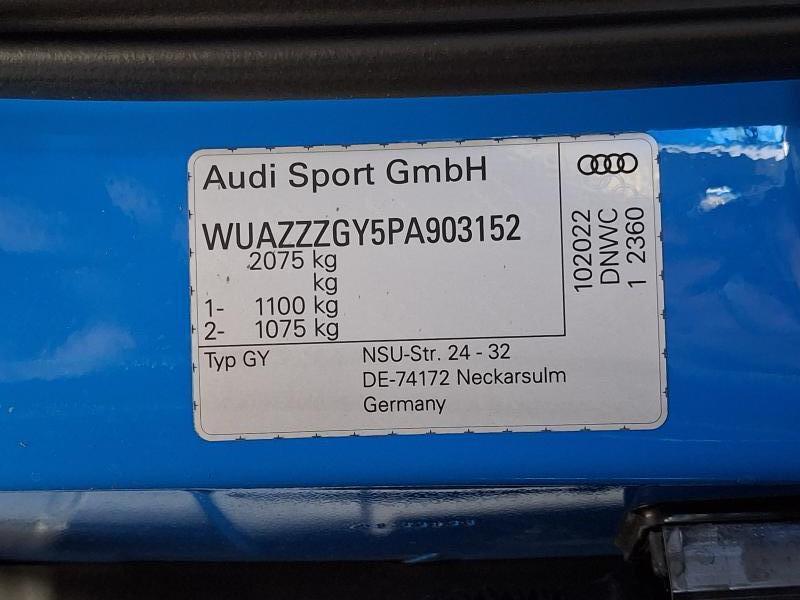 Audi Sport GmbH
WUAZZZGY5PA903152
2075 kg
kg
1- 1100 kg
2- 1075 kg
Typ GY
NSU-Str. 24 - 32
DE-74172 Neckarsulm
Germany
102022
DNWC
1 2360